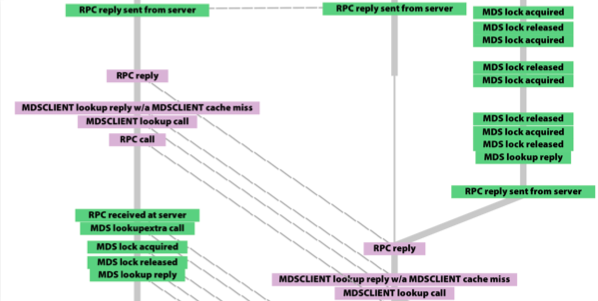 RPC reply sent from server
RPC reply
MDSCLIENT lookup reply w/a MDSCLIENT cache miss
MDSCLIENT lookup call
RPC call
RPC received at server
MDS lookupextra call
MDS lock acquired
MDS lock released
MDS lookup reply
RPC reply sent from server
RPC reply
MDSCLIENT lookup reply w/a MDSCLIENT cache miss
MDSCLIENT lookup call
MDS lock acquired
MDS lock released
MDS lock acquired
MDS lock released
MDS lock acquired
MDS lock released
MDS lock acquired
MDS lock released
MDS lookup reply
RPC reply sent from server